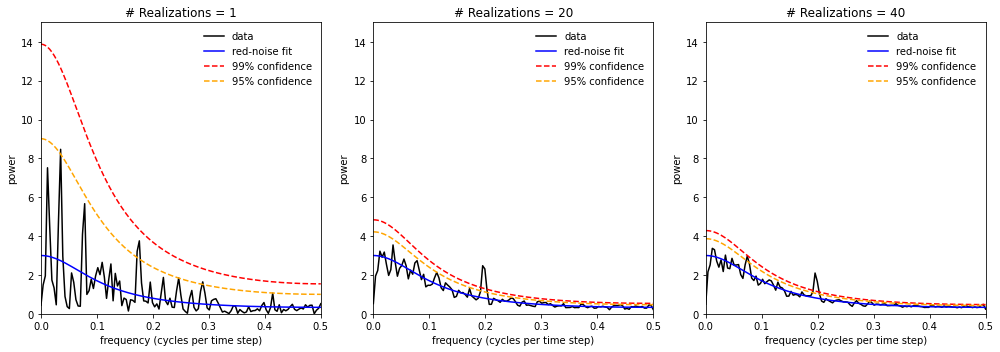 # Realizations = 1
# Realizations = 20
# Realizations = 40
data
red-noise fit
99% confidence
95% confidence
data
red-noise fit
99% confidence
95% confidence
data
red-noise fit
99% confidence
95% confidence
power
14
12
10
8
6
4
2
0
0.0 0.1 0.2 0.3 0.4 0.5
frequency (cycles per time step)
power
14
12
10
8
6
4
2
0
0.0 0.1 0.2 0.3 0.4 0.5
frequency (cycles per time step)
power
14
12
10
8
6
4
2
0
0.0 0.1 0.2 0.3 0.4 0.5
frequency (cycles per time step)